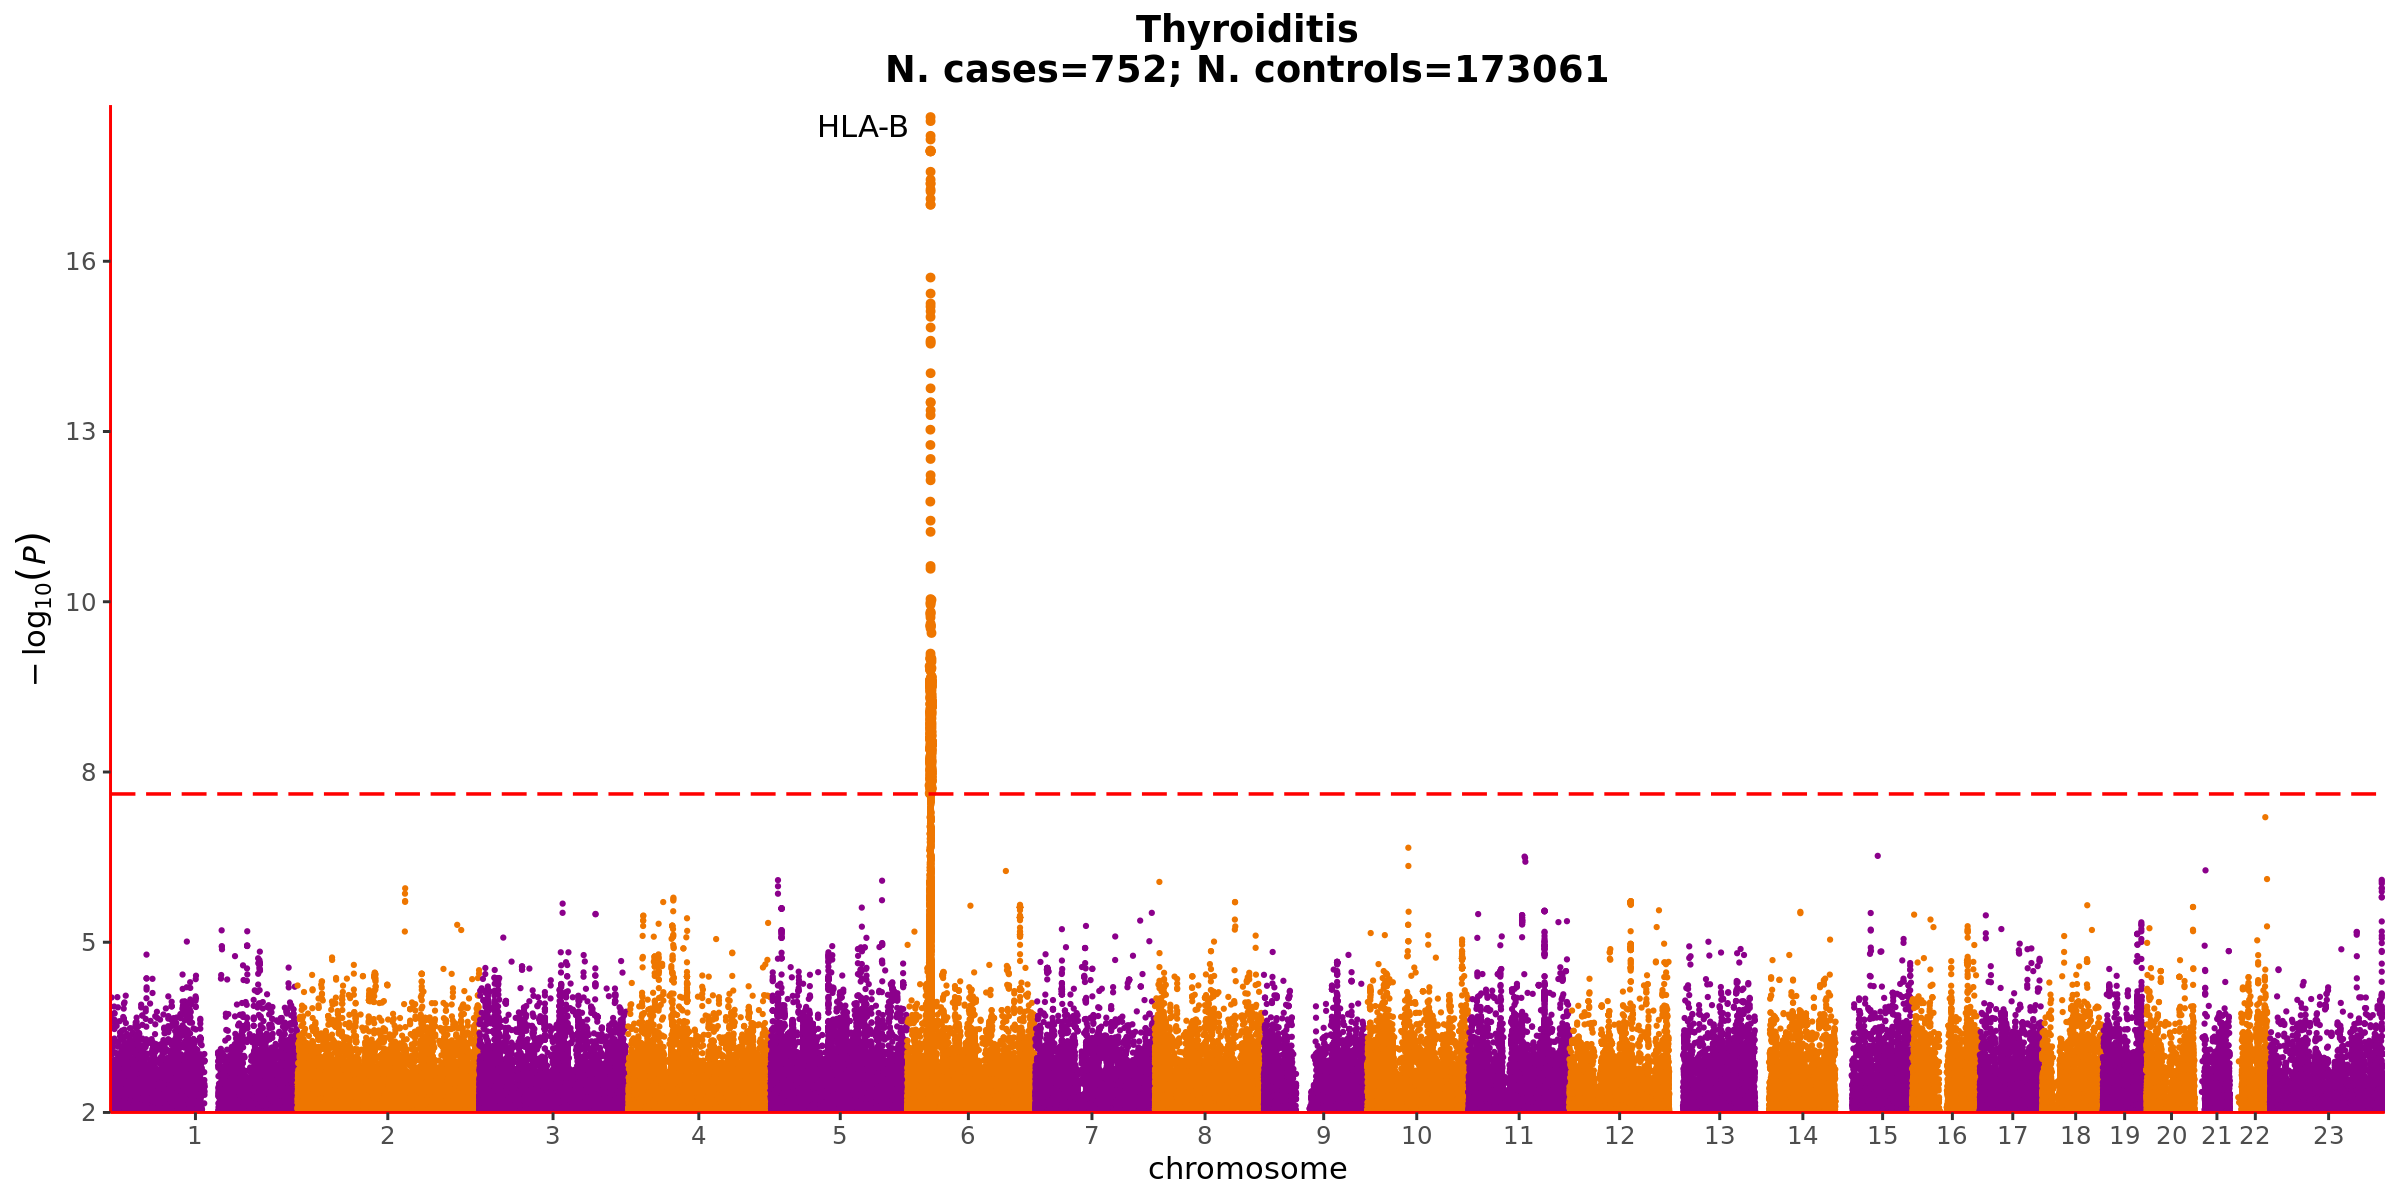 Thyroiditis
N. cases=752; N. controls=173061
HLA-B
16
13
10
8
5
2
− log10(P)
1 2 3 4 5 6 7 8 9 10 11 12 13 14 15 16 17 18 19 20 21 22 23
chromosome